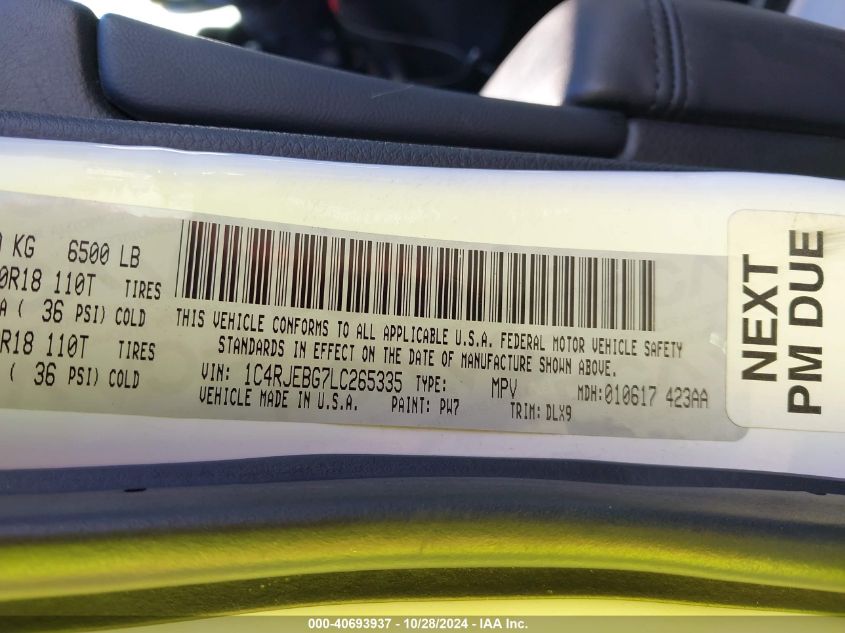 0 KG 6500 LB
0R18 110T TIRES
A ( 36 PSI) COLD
R18 110T TIRES
( 36 PSI) COLD
THIS VEHICLE CONFORMS TO ALL APPLICABLE U.S.A. FEDERAL MOTOR VEHICLE SAFETY
STANDARDS IN EFFECT ON THE DATE OF MANUFACTURE SHOWN ABOVE.
VIN: 1C4RJEBG7LC265335 TYPE: MPV MDH:010617 423AA
VEHICLE MADE IN U.S.A. PAINT: PW7 TRIM: DLX9
NEXT
PM DUE
000-40693937 - 10/28/2024 - IAA Inc.